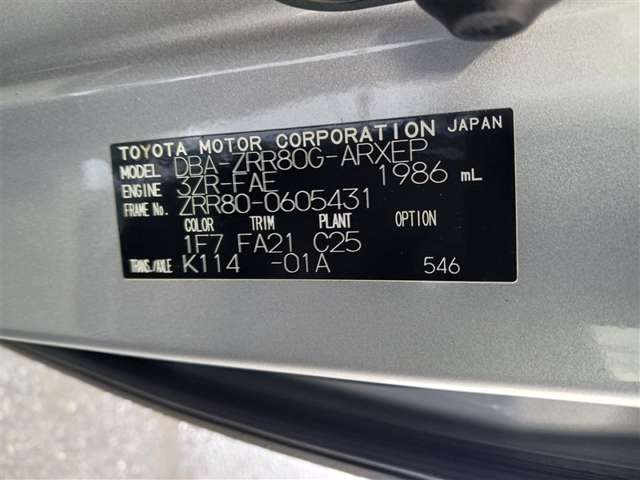 TOYOTA MOTOR CORPORATION JAPAN
MODEL DBA-ZRR80G-ARXEP
ENGINE 3ZR-FAE 1986 mL
FRAME No. ZRR80-0605431
COLOR TRIM PLANT OPTION
1F7 FA21 C25
TRANS./AXLE K114 -01A 546